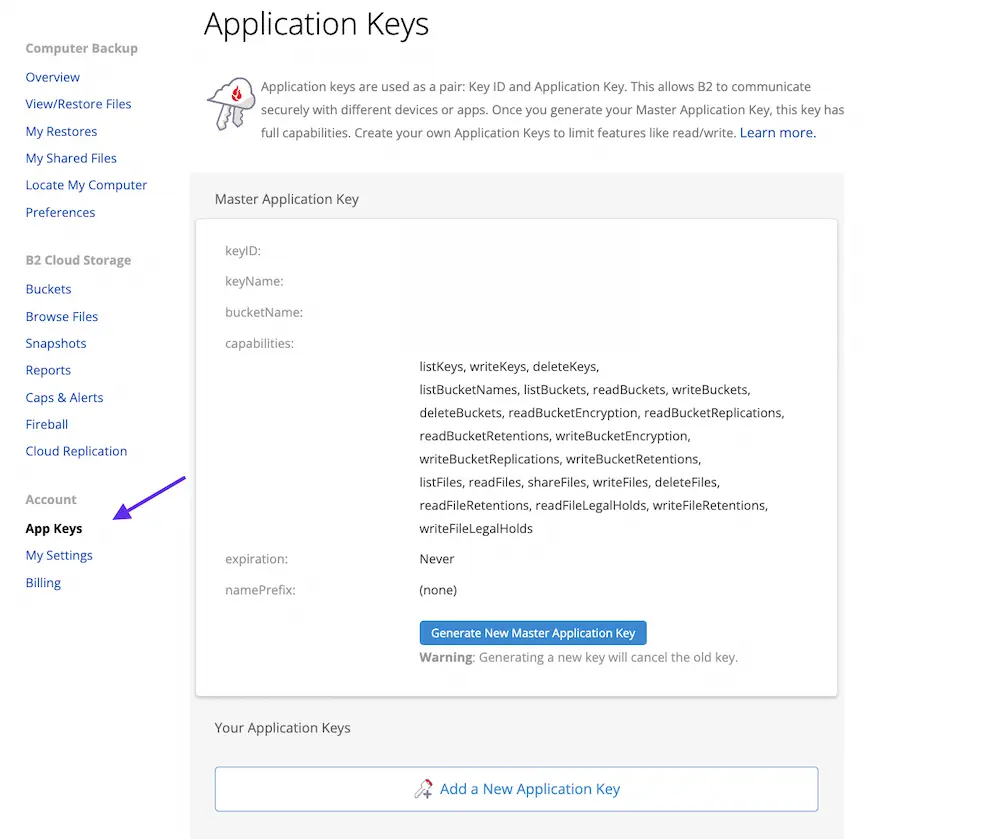 Application Keys
Computer Backup
Overview
View/Restore Files
My Restores
My Shared Files
Locate My Computer
Preferences
B2 Cloud Storage
Buckets
Browse Files
Snapshots
Reports
Caps & Alerts
Fireball
Cloud Replication
Account
App Keys
My Settings
Billing
Application keys are used as a pair: Key ID and Application Key. This allows B2 to communicate
securely with different devices or apps. Once you generate your Master Application Key, this key has
full capabilities. Create your own Application Keys to limit features like read/write. Learn more.
Master Application Key
keyID:
keyName:
bucketName:
capabilities:
listKeys, writeKeys, deleteKeys,
listBucketNames, listBuckets, readBuckets, writeBuckets,
deleteBuckets, readBucketEncryption, readBucketReplications,
readBucketRetentions, writeBucketEncryption,
writeBucketReplications, writeBucketRetentions,
listFiles, readFiles, shareFiles, writeFiles, deleteFiles,
readFileRetentions, readFileLegalHolds, writeFileRetentions,
writeFileLegalHolds
expiration: Never
namePrefix: (none)
Generate New Master Application Key
Warning: Generating a new key will cancel the old key.
Your Application Keys
Add a New Application Key